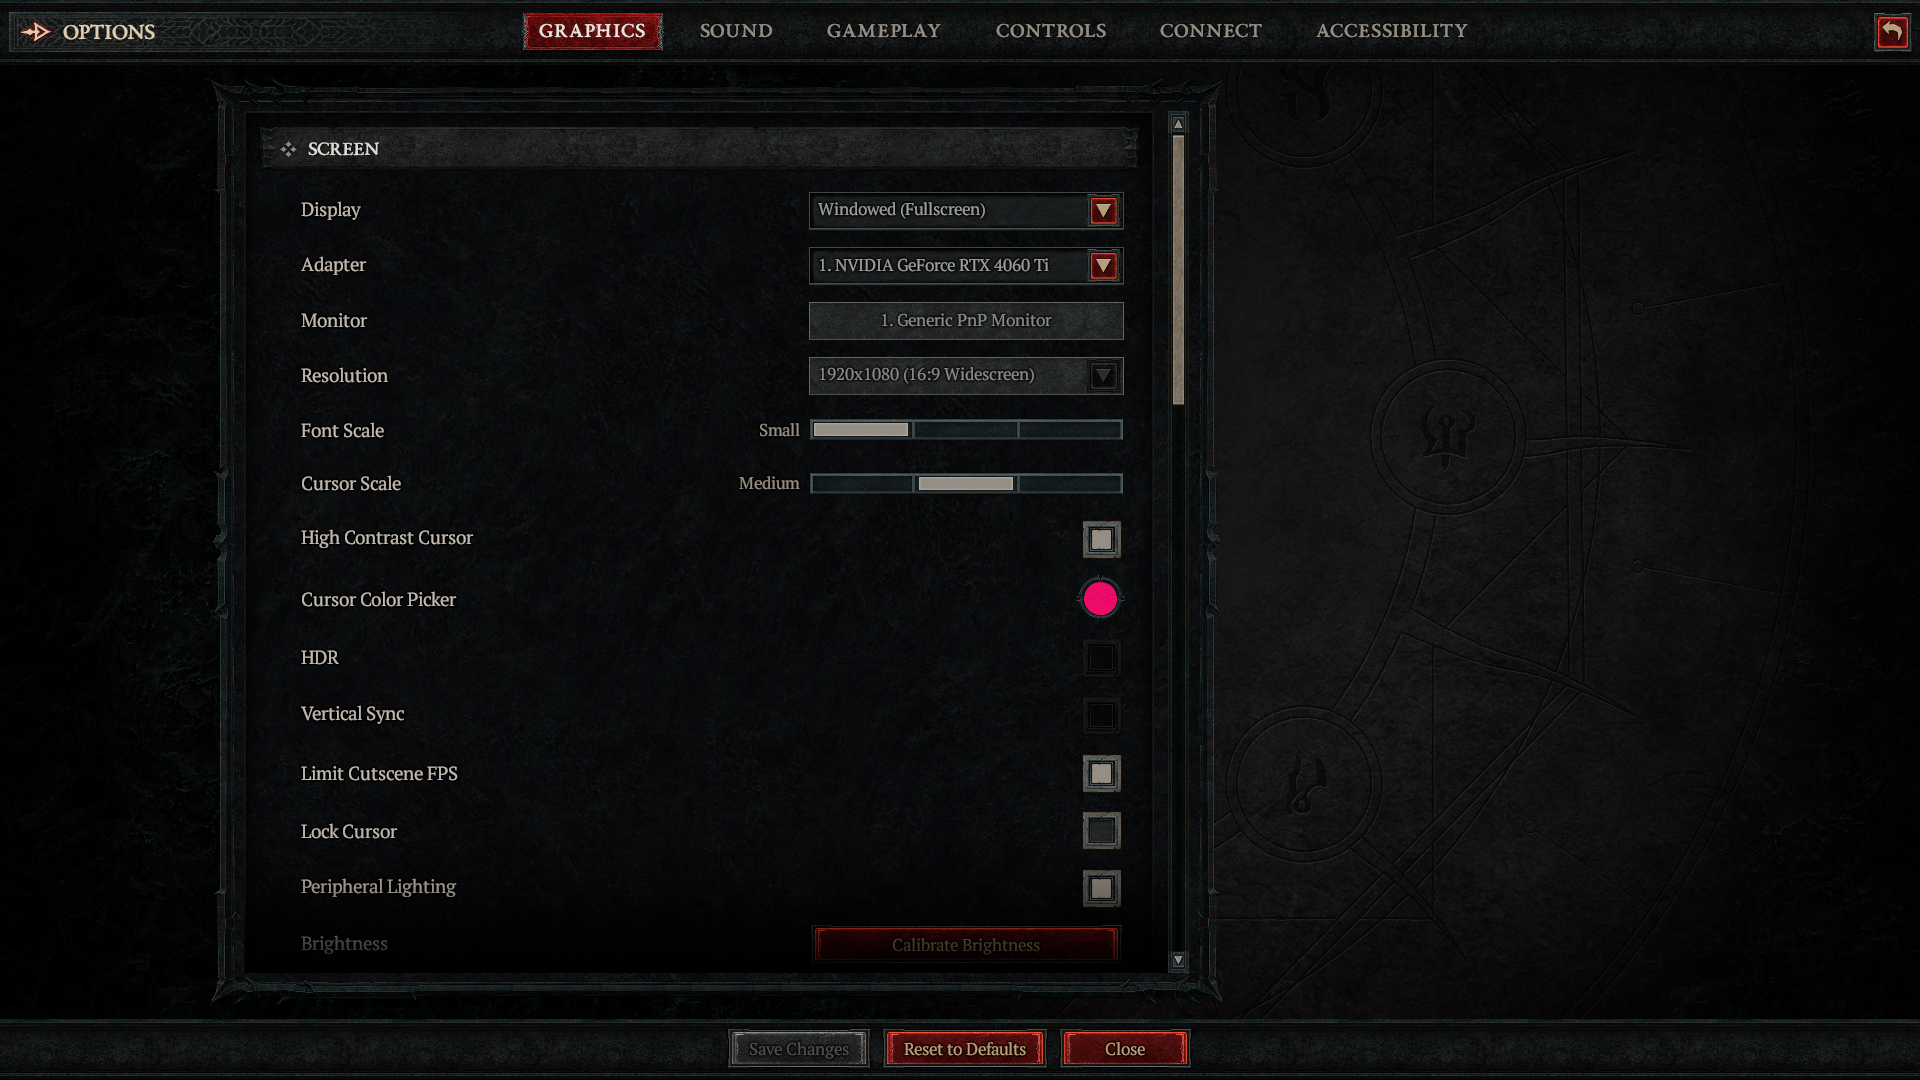 OPTIONS
GRAPHICS
SOUND
GAMEPLAY
CONTROLS
CONNECT
ACCESSIBILITY
SCREEN
Display
Windowed (Fullscreen)
Adapter
1. NVIDIA GeForce RTX 4060 Ti
Monitor
1. Generic PnP Monitor
Resolution
1920x1080 (16:9 Widescreen)
Font Scale
Small
Cursor Scale
Medium
High Contrast Cursor
Cursor Color Picker
HDR
Vertical Sync
Limit Cutscene FPS
Lock Cursor
Peripheral Lighting
Brightness
Calibrate Brightness
Save Changes
Reset to Defaults
Close